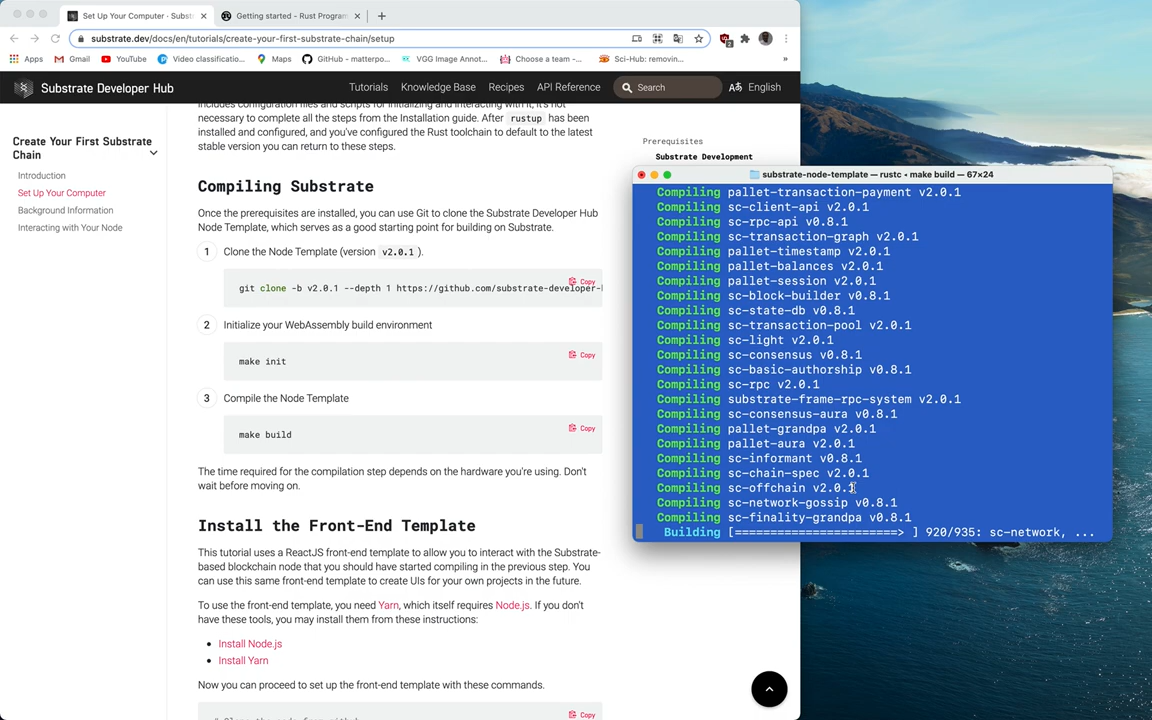 Set Up Your Computer · Subst
Getting started - Rust Program
substrate.dev/docs/en/tutorials/create-your-first-substrate-chain/setup
2
Apps
Gmail
YouTube
Video classificatio...
Maps
GitHub - matterpo...
VGG Image Annot...
Choose a team -...
Sci-Hub: removin...
»
Substrate Developer Hub
Tutorials
Knowledge Base
Recipes
API Reference
Search
English
Create Your First Substrate
Chain
Introduction
Set Up Your Computer
Background Information
Interacting with Your Node
includes configuration files and scripts for initializing and interacting with it, it's not
necessary to complete all the steps from the Installation guide. After rustup has been
installed and configured, and you've configured the Rust toolchain to default to the latest
stable version you can return to these steps.
Compiling Substrate
Once the prerequisites are installed, you can use Git to clone the Substrate Developer Hub
Node Template, which serves as a good starting point for building on Substrate.
1 Clone the Node Template (version v2.0.1 ).
Copy
git clone -b v2.0.1 --depth 1 https://github.com/substrate-developer-
2 Initialize your WebAssembly build environment
Copy
make init
3 Compile the Node Template
Copy
make build
The time required for the compilation step depends on the hardware you're using. Don't
wait before moving on.
Install the Front-End Template
This tutorial uses a ReactJS front-end template to allow you to interact with the Substrate-
based blockchain node that you should have started compiling in the previous step. You
can use this same front-end template to create UIs for your own projects in the future.
To use the front-end template, you need Yarn, which itself requires Node.js. If you don't
have these tools, you may install them from these instructions:
Install Node.js
Install Yarn
Now you can proceed to set up the front-end template with these commands.
Copy
Prerequisites
Substrate Development
substrate-node-template — rustc ◂ make build — 67×24
Compiling pallet-transaction-payment v2.0.1
Compiling sc-client-api v2.0.1
Compiling sc-rpc-api v0.8.1
Compiling sc-transaction-graph v2.0.1
Compiling pallet-timestamp v2.0.1
Compiling pallet-balances v2.0.1
Compiling pallet-session v2.0.1
Compiling sc-block-builder v0.8.1
Compiling sc-state-db v0.8.1
Compiling sc-transaction-pool v2.0.1
Compiling sc-light v2.0.1
Compiling sc-consensus v0.8.1
Compiling sc-basic-authorship v0.8.1
Compiling sc-rpc v2.0.1
Compiling substrate-frame-rpc-system v2.0.1
Compiling sc-consensus-aura v0.8.1
Compiling pallet-grandpa v2.0.1
Compiling pallet-aura v2.0.1
Compiling sc-informant v0.8.1
Compiling sc-chain-spec v2.0.1
Compiling sc-offchain v2.0.1
Compiling sc-network-gossip v0.8.1
Compiling sc-finality-grandpa v0.8.1
Building [=======================> ] 920/935: sc-network, ...